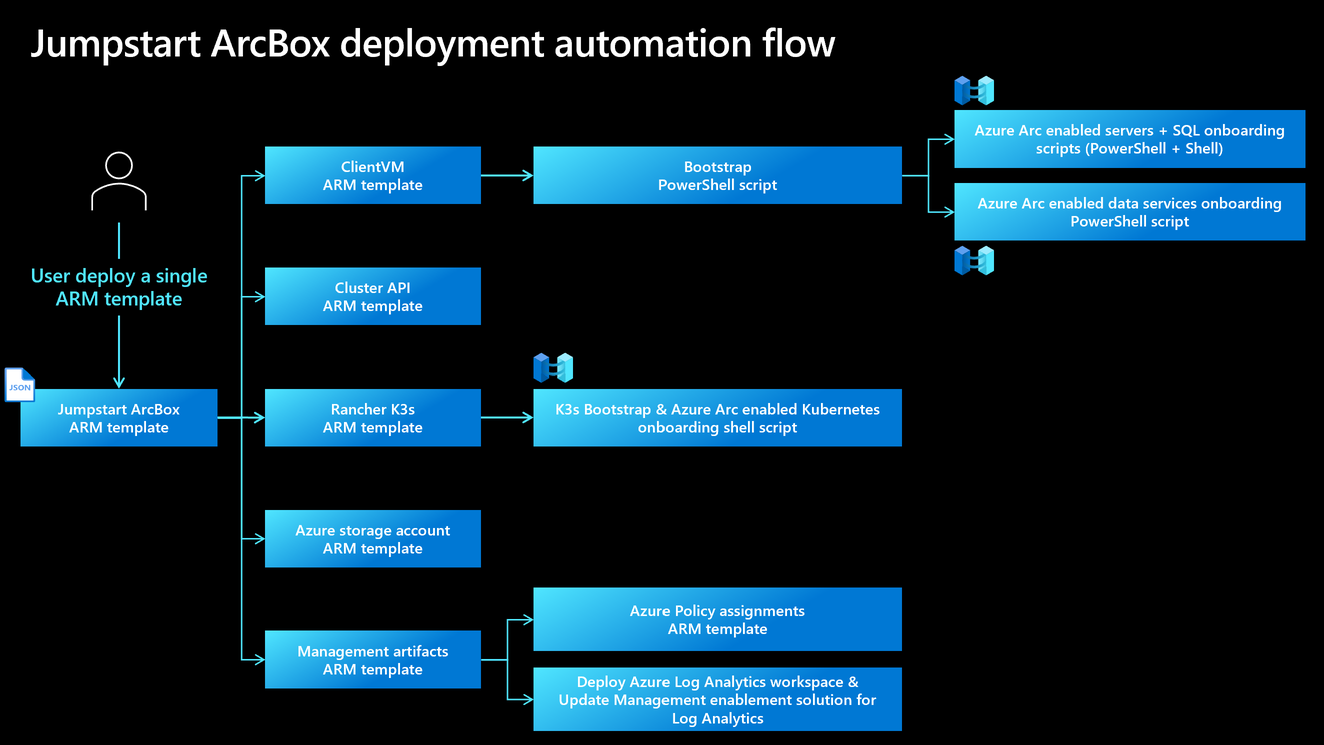 Jumpstart ArcBox deployment automation flow
User deploy a single
ARM template
JSON
Jumpstart ArcBox
ARM template
ClientVM
ARM template
Bootstrap
PowerShell script
Azure Arc enabled servers + SQL onboarding
scripts (PowerShell + Shell)
Azure Arc enabled data services onboarding
PowerShell script
Cluster API
ARM template
Rancher K3s
ARM template
K3s Bootstrap & Azure Arc enabled Kubernetes
onboarding shell script
Azure storage account
ARM template
Management artifacts
ARM template
Azure Policy assignments
ARM template
Deploy Azure Log Analytics workspace &
Update Management enablement solution for
Log Analytics